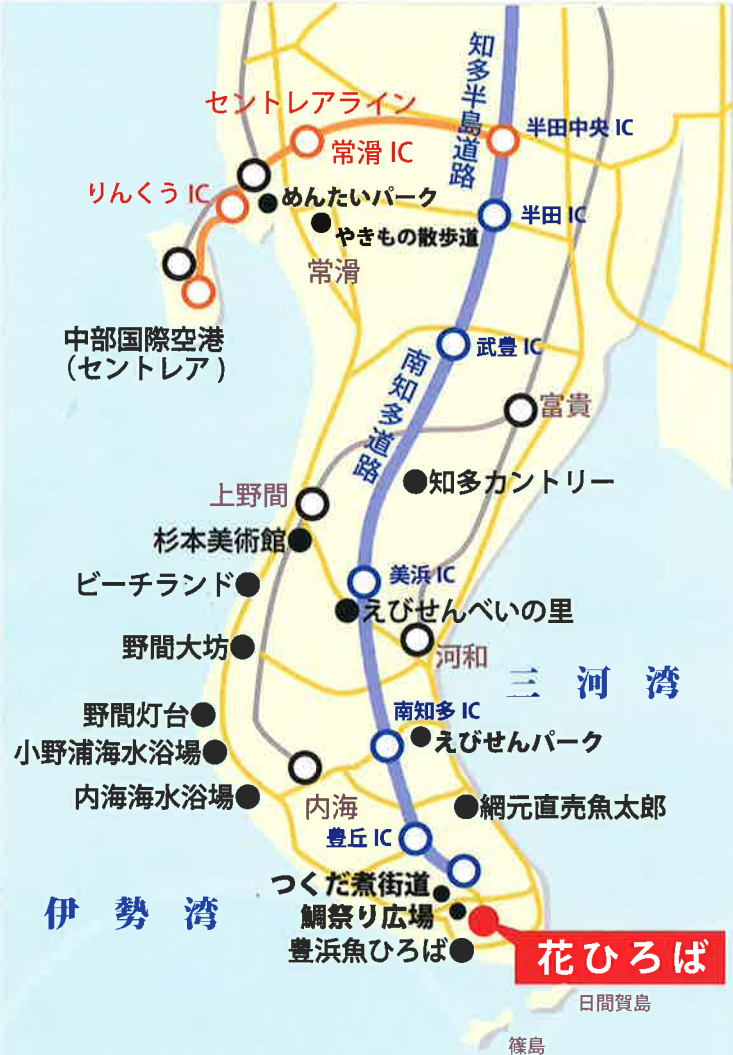 知多半島道路
セントレアライン
半田中央 IC
常滑 IC
りんくう IC
めんたいパーク
半田 IC
やきもの散歩道
常滑
中部国際空港
（セントレア）
武豊 IC
南知多道路
富貴
知多カントリー
上野間
杉本美術館
ビーチランド
美浜 IC
えびせんべいの里
野間大坊
河和
三河湾
野間灯台
南知多 IC
えびせんパーク
小野浦海水浴場
内海海水浴場
内海
網元直売魚太郎
豊丘 IC
つくだ煮街道
伊勢湾
鯛祭り広場
豊浜魚ひろば
花ひろば
日間賀島
篠島